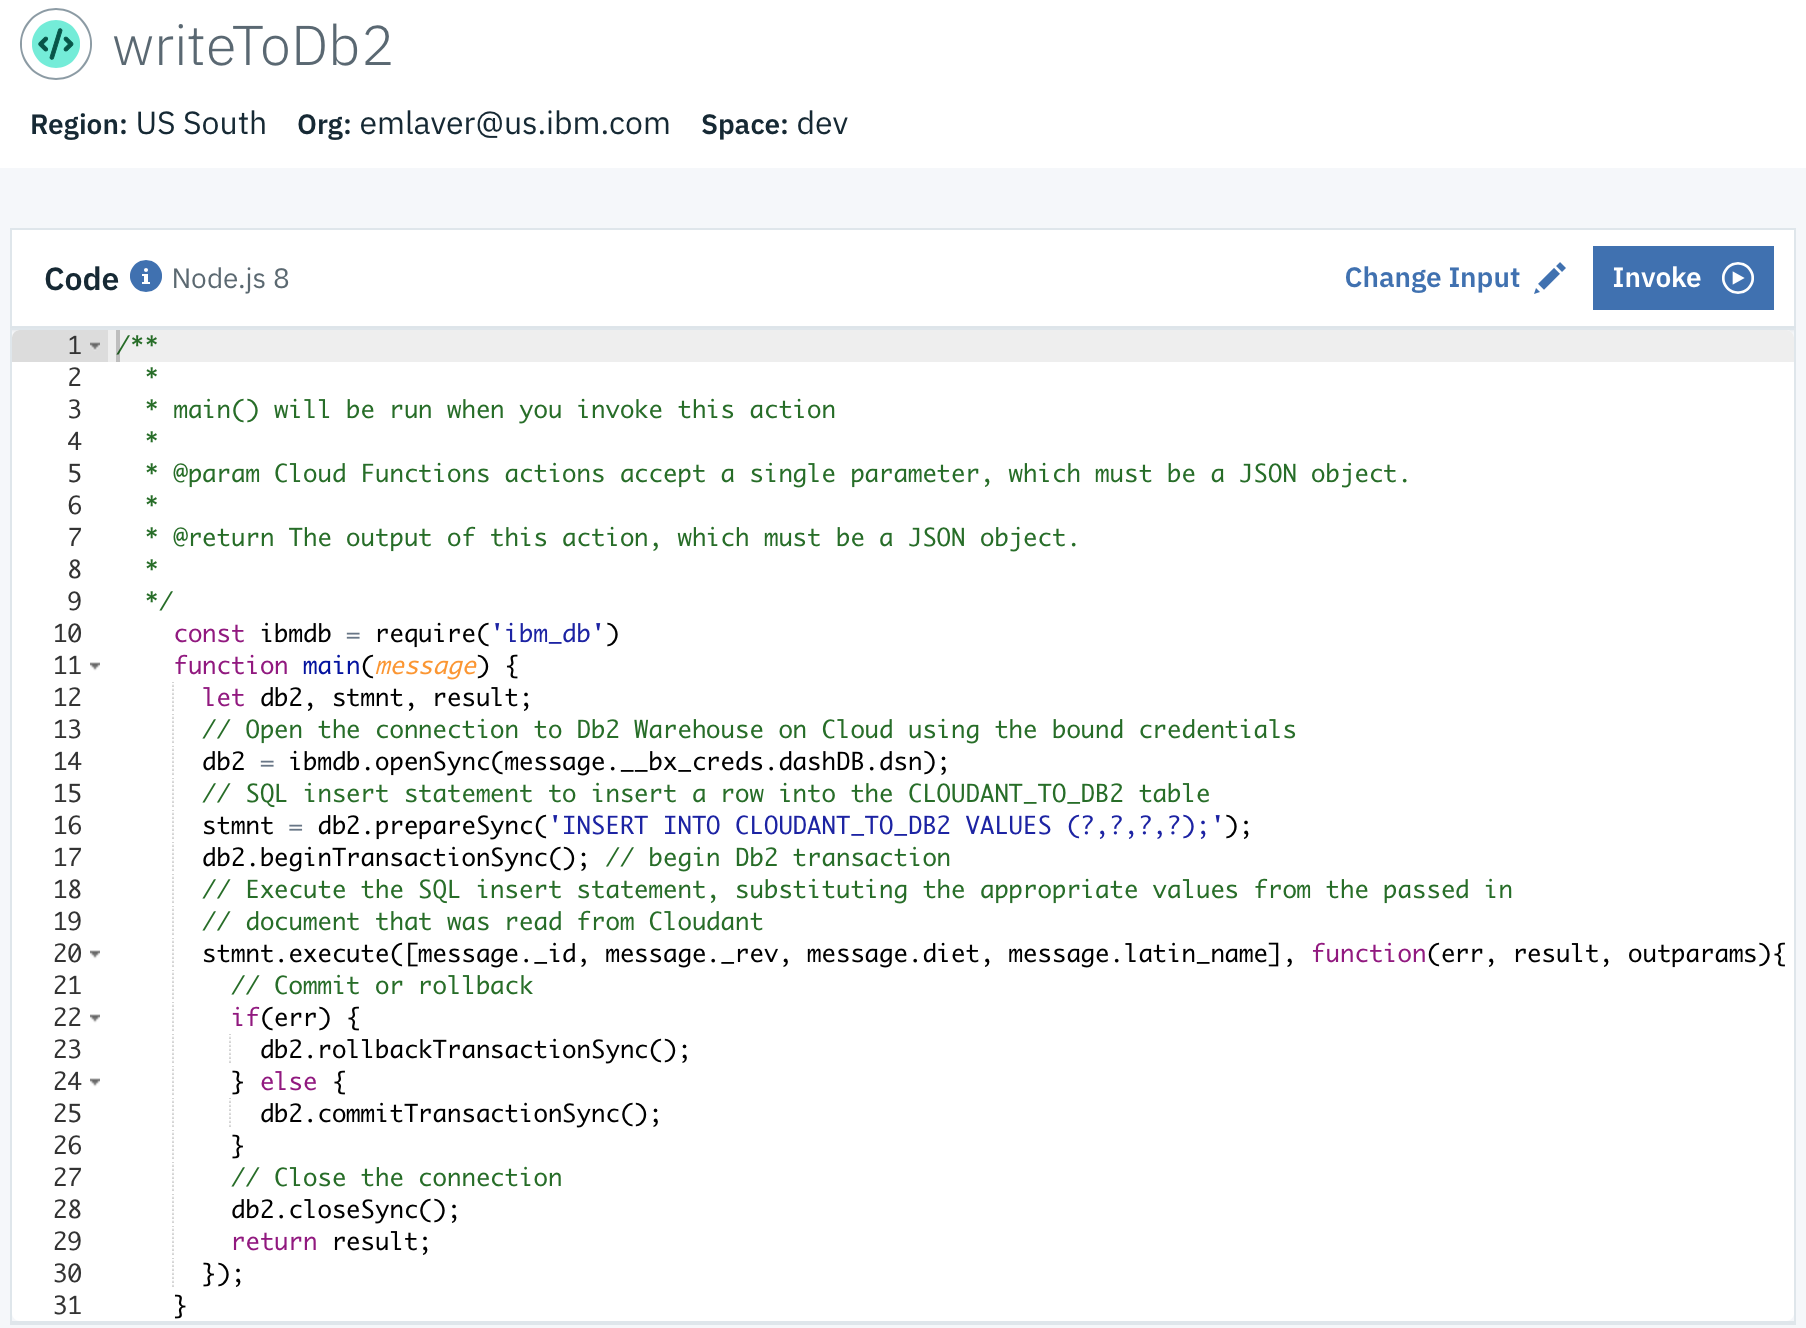 </> writeToDb2
Region: US South Org: emlaver@us.ibm.com Space: dev
Code i Node.js 8 Change Input Invoke
1 /**
2   *
3   * main() will be run when you invoke this action
4   *
5   * @param Cloud Functions actions accept a single parameter, which must be a JSON object.
6   *
7   * @return The output of this action, which must be a JSON object.
8   *
9   */
10     const ibmdb = require('ibm_db')
11     function main(message) {
12       let db2, stmnt, result;
13       // Open the connection to Db2 Warehouse on Cloud using the bound credentials
14       db2 = ibmdb.openSync(message.__bx_creds.dashDB.dsn);
15       // SQL insert statement to insert a row into the CLOUDANT_TO_DB2 table
16       stmnt = db2.prepareSync('INSERT INTO CLOUDANT_TO_DB2 VALUES (?,?,?,?);');
17       db2.beginTransactionSync(); // begin Db2 transaction
18       // Execute the SQL insert statement, substituting the appropriate values from the passed in
19       // document that was read from Cloudant
20       stmnt.execute([message._id, message._rev, message.diet, message.latin_name], function(err, result, outparams){
21         // Commit or rollback
22         if(err) {
23           db2.rollbackTransactionSync();
24         } else {
25           db2.commitTransactionSync();
26         }
27         // Close the connection
28         db2.closeSync();
29         return result;
30       });
31     }